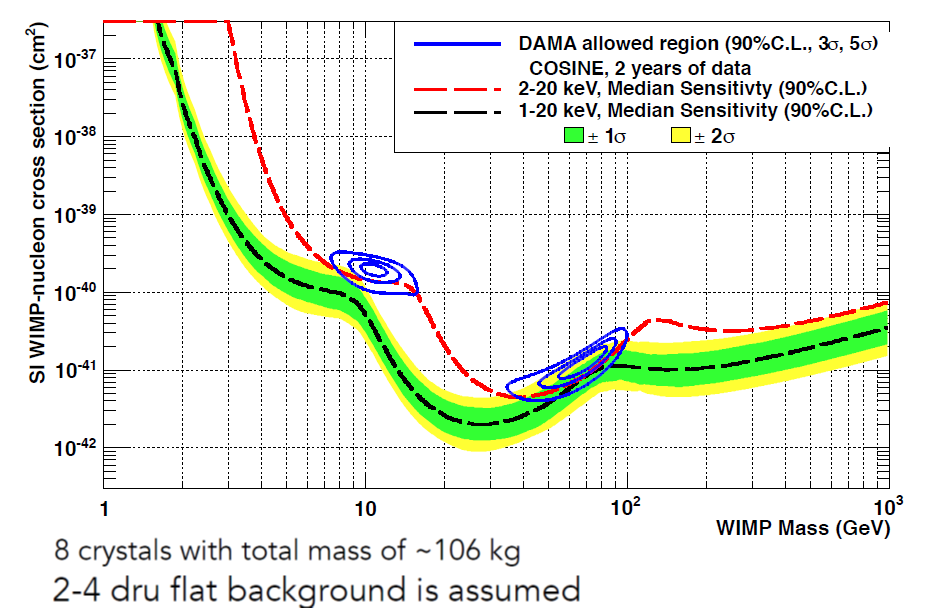 SI WIMP-nucleon cross section (cm²)
10⁻³⁷
10⁻³⁸
10⁻³⁹
10⁻⁴⁰
10⁻⁴¹
10⁻⁴²
DAMA allowed region (90%C.L., 3σ, 5σ)
COSINE, 2 years of data
2-20 keV, Median Sensitivty (90%C.L.)
1-20 keV, Median Sensitivity (90%C.L.)
± 1σ ± 2σ
1 10 10² 10³
WIMP Mass (GeV)
8 crystals with total mass of ~106 kg
2-4 dru flat background is assumed